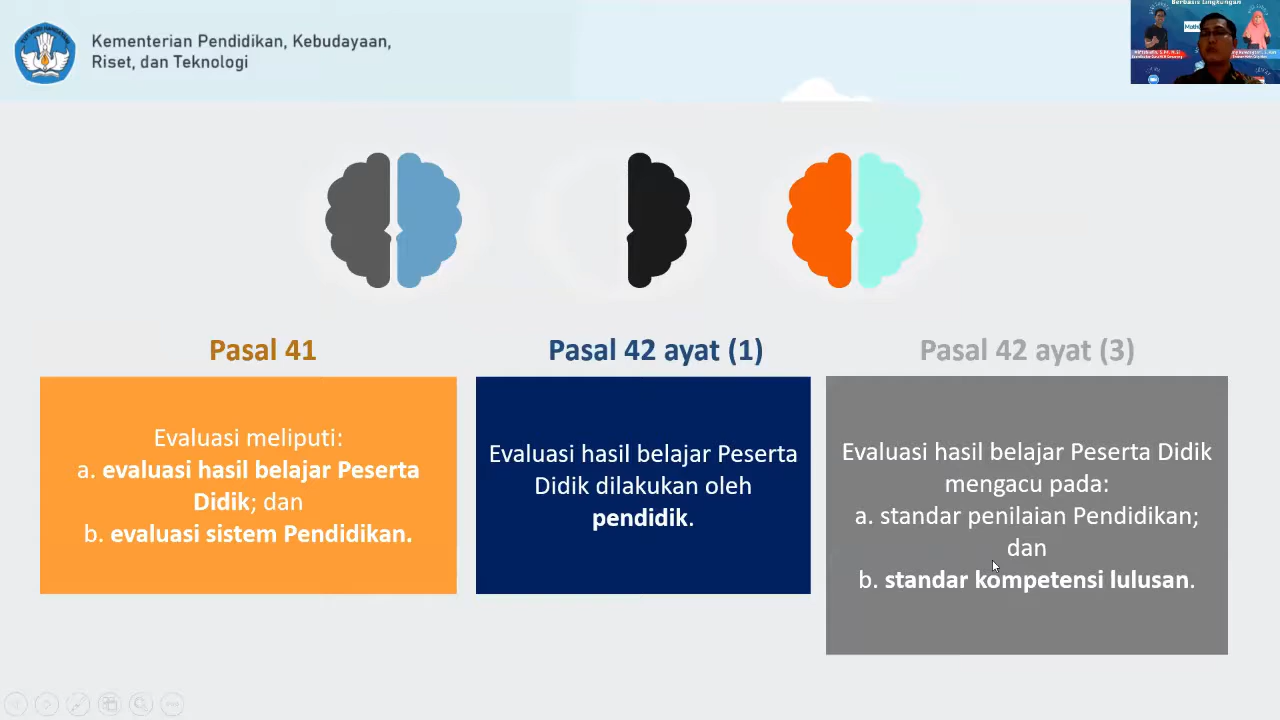 Kementerian Pendidikan, Kebudayaan,
Riset, dan Teknologi
Berbasis Lingkungan
Pasal 41
Evaluasi meliputi:
a. evaluasi hasil belajar Peserta
Didik; dan
b. evaluasi sistem Pendidikan.
Pasal 42 ayat (1)
Evaluasi hasil belajar Peserta
Didik dilakukan oleh
pendidik.
Pasal 42 ayat (3)
Evaluasi hasil belajar Peserta Didik
mengacu pada:
a. standar penilaian Pendidikan;
dan
b. standar kompetensi lulusan.